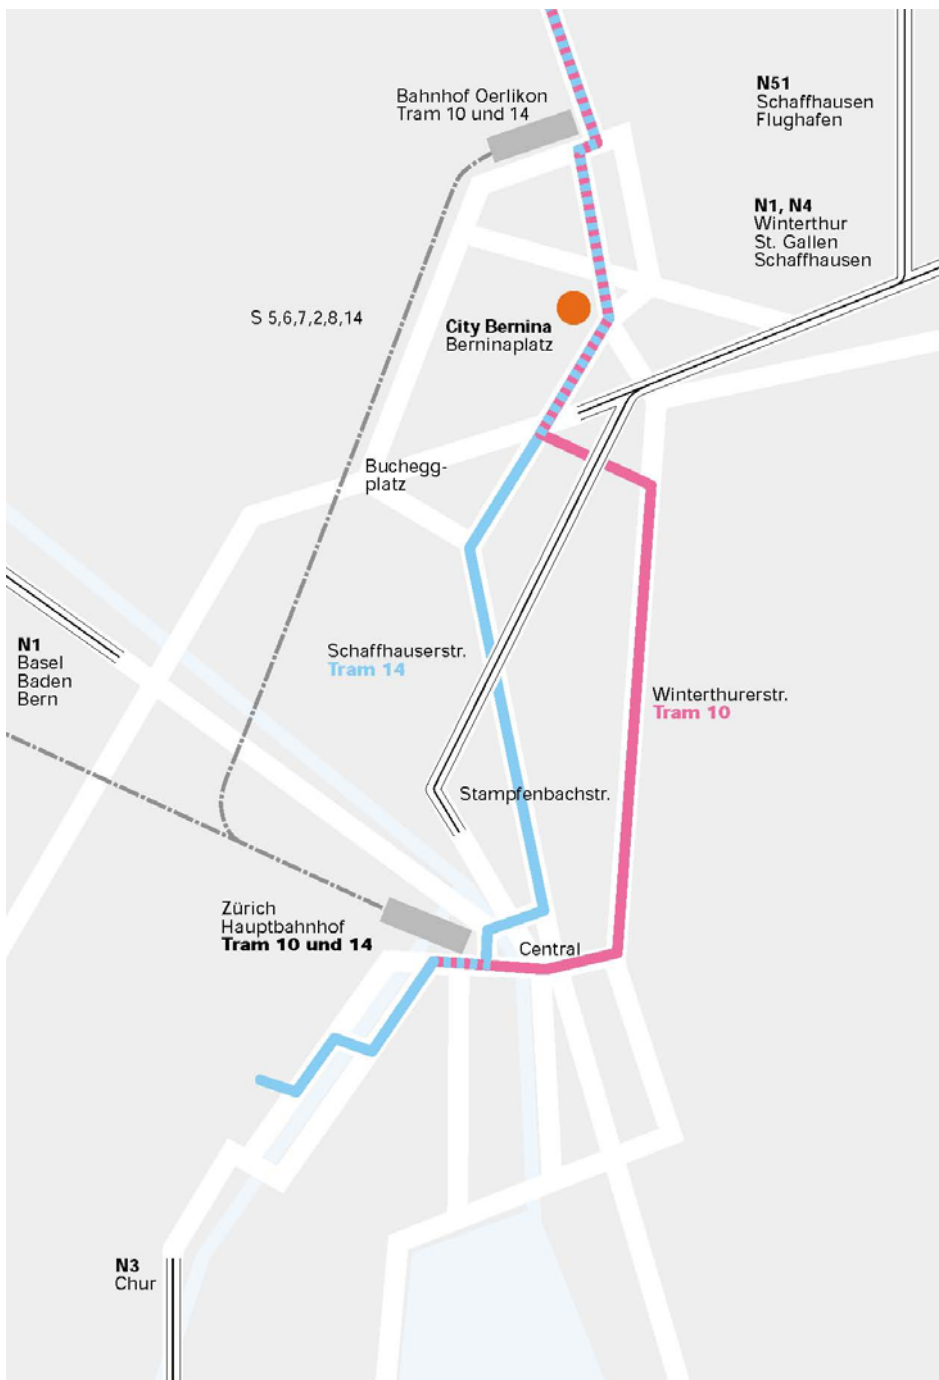 Bahnhof Oerlikon
Tram 10 und 14
N51
Schaffhausen
Flughafen
N1, N4
Winterthur
St. Gallen
Schaffhausen
S 5,6,7,2,8,14
City Bernina
Berninaplatz
Buchegg-
platz
N1
Basel
Baden
Bern
Schaffhauserstr.
Tram 14
Winterthurerstr.
Tram 10
Stampfenbachstr.
Zürich
Hauptbahnhof
Tram 10 und 14
Central
N3
Chur